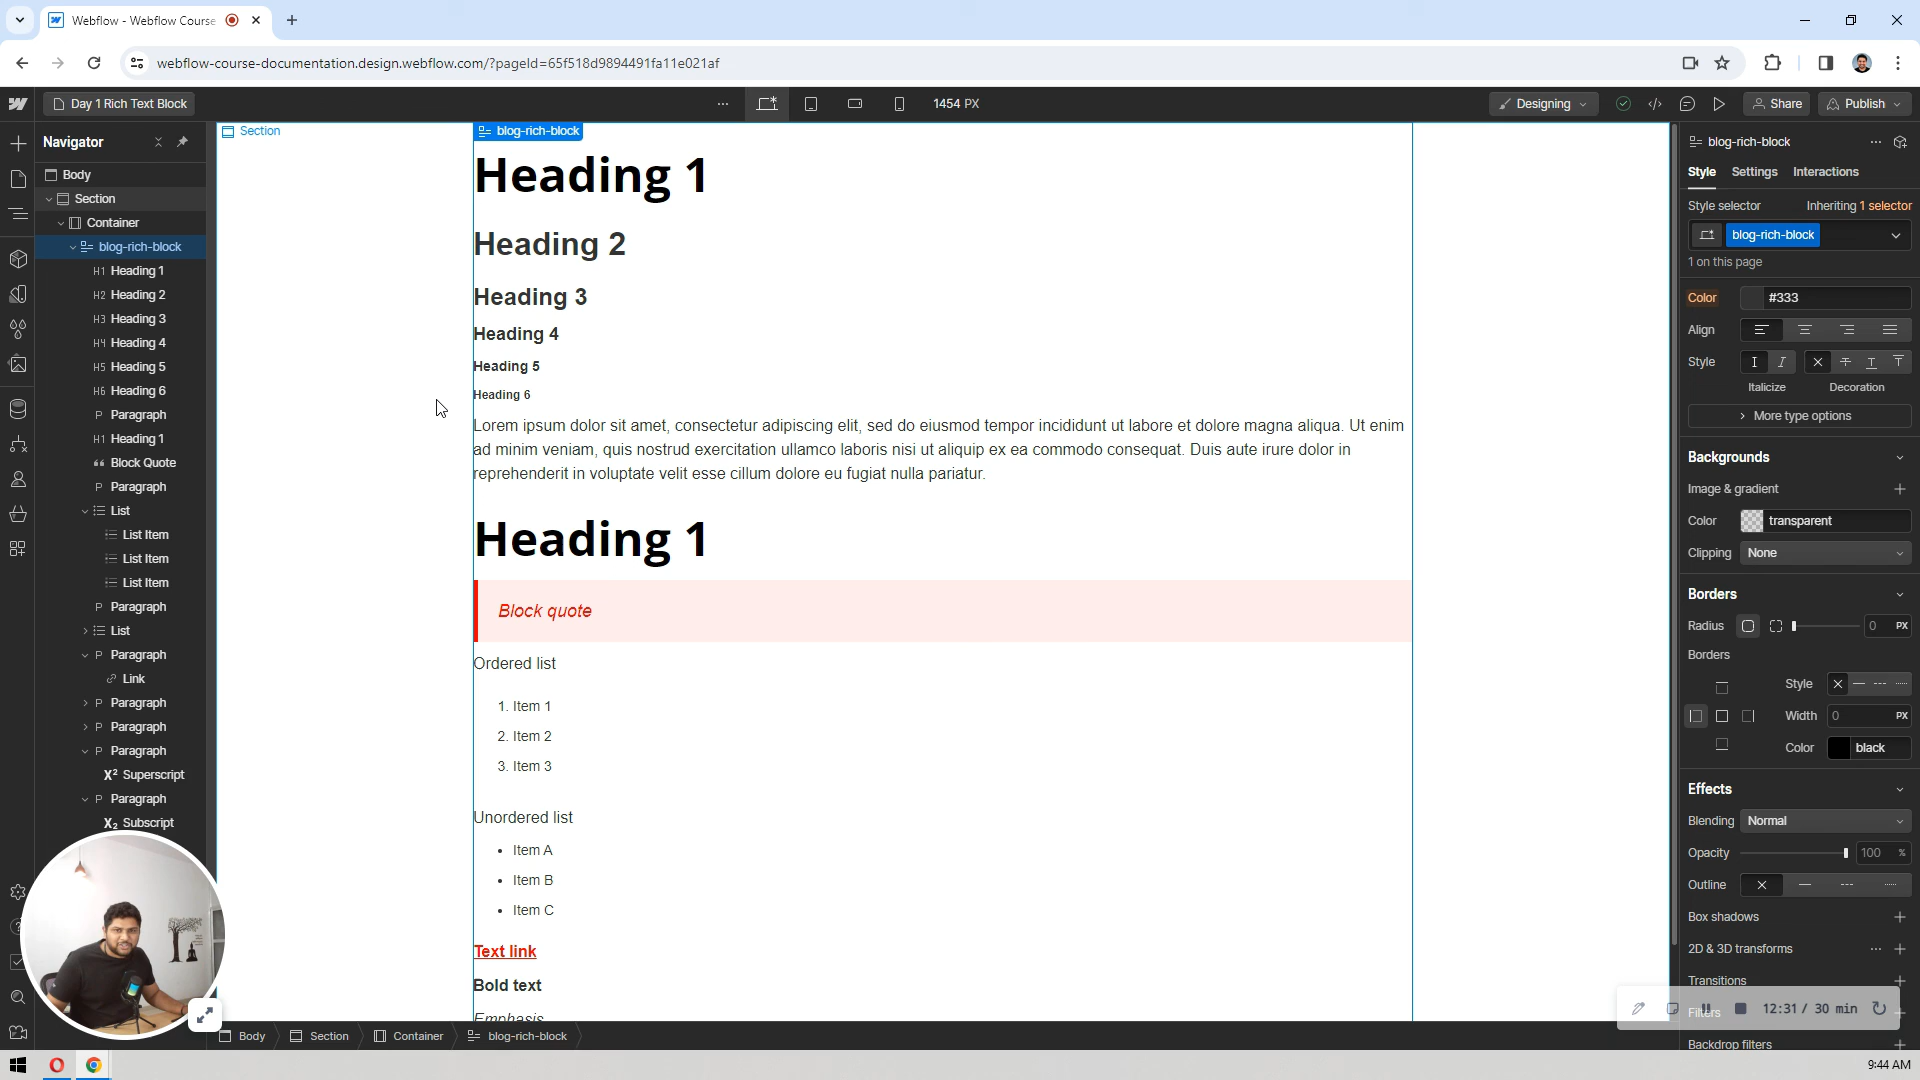 Webflow - Webflow Course
webflow-course-documentation.design.webflow.com/?pageId=65f518d9894491fa11e021af
Day 1 Rich Text Block
1454 PX
Designing
Share
Publish
Navigator
Body
Section
Container
blog-rich-block
H1 Heading 1
H2 Heading 2
H3 Heading 3
H4 Heading 4
H5 Heading 5
H6 Heading 6
P Paragraph
H1 Heading 1
Block Quote
P Paragraph
List
List Item
List Item
List Item
P Paragraph
List
P Paragraph
Link
P Paragraph
P Paragraph
P Paragraph
X² Superscript
P Paragraph
X₂ Subscript
Section
blog-rich-block
Heading 1
Heading 2
Heading 3
Heading 4
Heading 5
Heading 6
Lorem ipsum dolor sit amet, consectetur adipiscing elit, sed do eiusmod tempor incididunt ut labore et dolore magna aliqua. Ut enim
ad minim veniam, quis nostrud exercitation ullamco laboris nisi ut aliquip ex ea commodo consequat. Duis aute irure dolor in
reprehenderit in voluptate velit esse cillum dolore eu fugiat nulla pariatur.
Heading 1
Block quote
Ordered list
1. Item 1
2. Item 2
3. Item 3
Unordered list
• Item A
• Item B
• Item C
Text link
Bold text
Emphasis
Body
Section
Container
blog-rich-block
blog-rich-block
Style Settings Interactions
Style selector Inheriting 1 selector
blog-rich-block
1 on this page
Color #333
Align
Style
Italicize Decoration
More type options
Backgrounds
Image & gradient
Color transparent
Clipping None
Borders
Radius 0 PX
Borders
Style
Width 0 PX
Color black
Effects
Blending Normal
Opacity 100 %
Outline
Box shadows
2D & 3D transforms
Transitions
Filters
12:31 / 30 min
Backdrop filters
9:44 AM